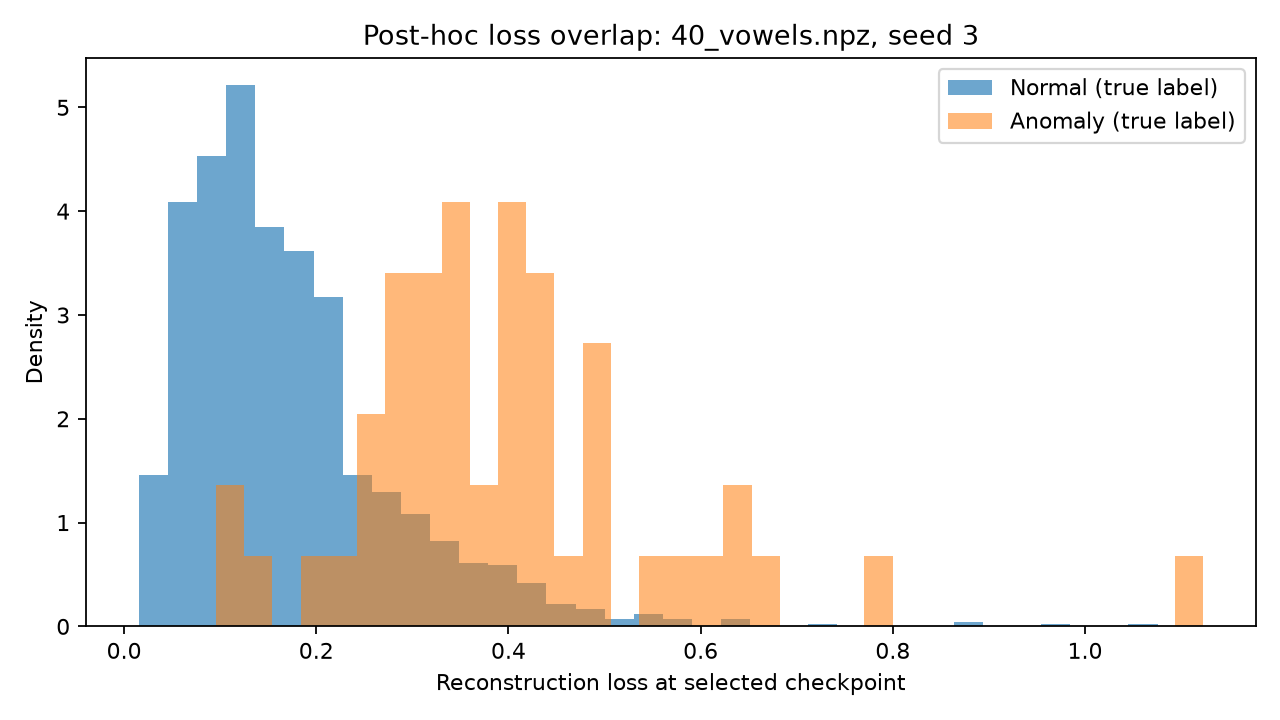 Post-hoc loss overlap: 40_vowels.npz, seed 3
Normal (true label)
Anomaly (true label)
Density
5
4
3
2
1
0
0.0 0.2 0.4 0.6 0.8 1.0
Reconstruction loss at selected checkpoint